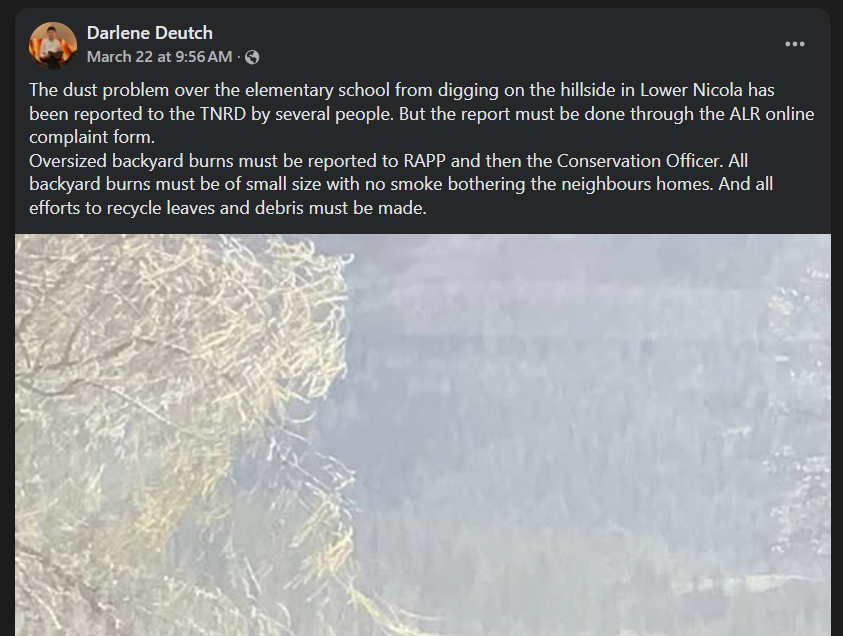 Darlene Deutch
March 22 at 9:56 AM ·
The dust problem over the elementary school from digging on the hillside in Lower Nicola has
been reported to the TNRD by several people. But the report must be done through the ALR online
complaint form.
Oversized backyard burns must be reported to RAPP and then the Conservation Officer. All
backyard burns must be of small size with no smoke bothering the neighbours homes. And all
efforts to recycle leaves and debris must be made.